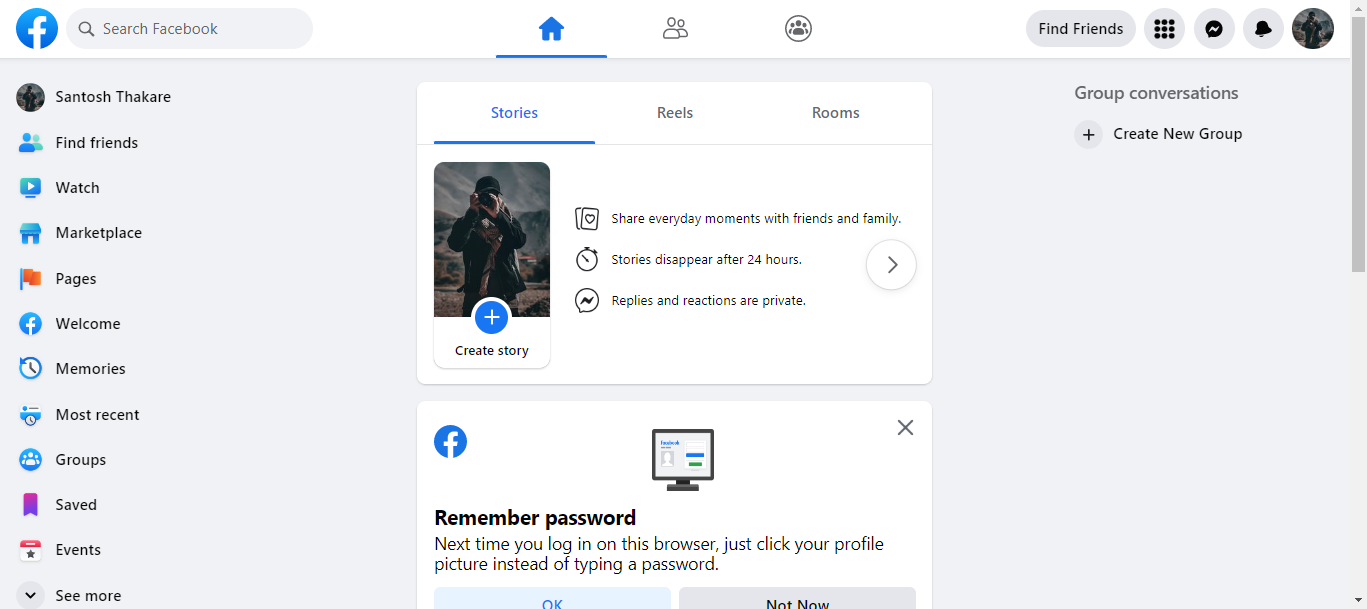 Search Facebook
Find Friends
Santosh Thakare
Find friends
Watch
Marketplace
Pages
Welcome
Memories
Most recent
Groups
Saved
Events
See more
Stories
Reels
Rooms
Create story
Share everyday moments with friends and family.
Stories disappear after 24 hours.
Replies and reactions are private.
facebook
Remember password
Next time you log in on this browser, just click your profile
picture instead of typing a password.
OK
Not Now
Group conversations
Create New Group